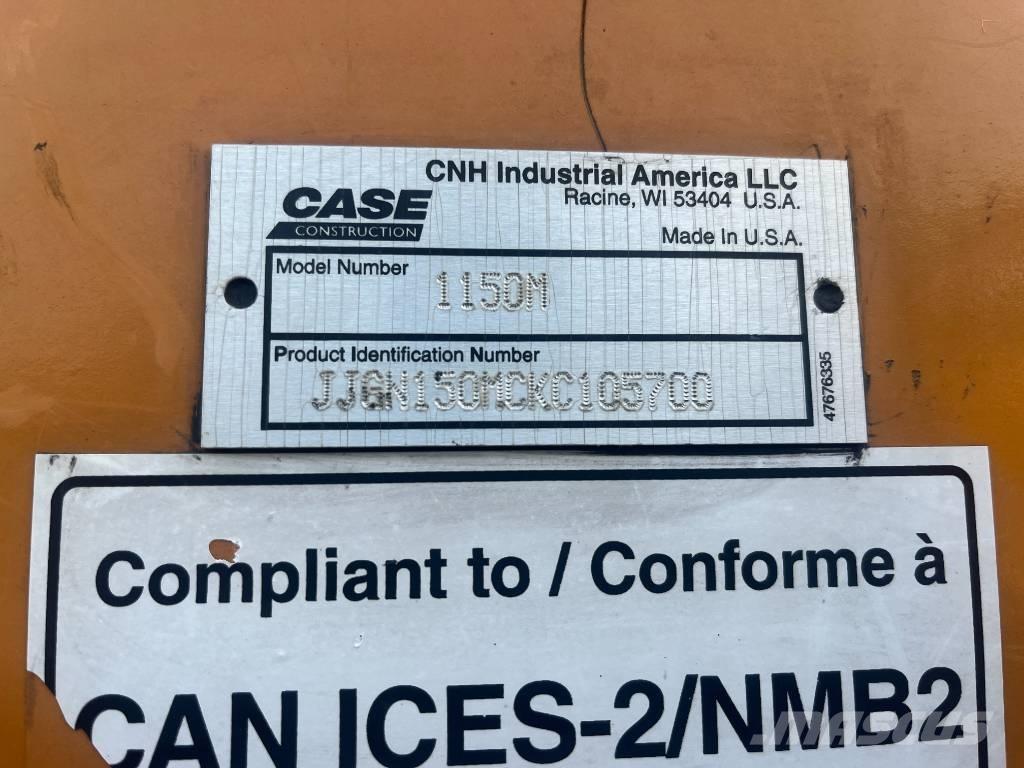 CNH Industrial America LLC
Racine, WI 53404 U.S.A.
CASE
CONSTRUCTION
Made In U.S.A.
Model Number
1150M
Product Identification Number
JJGN150MCKC105700
47676335
Compliant to / Conforme à
CAN ICES-2/NMB2
MASCUS